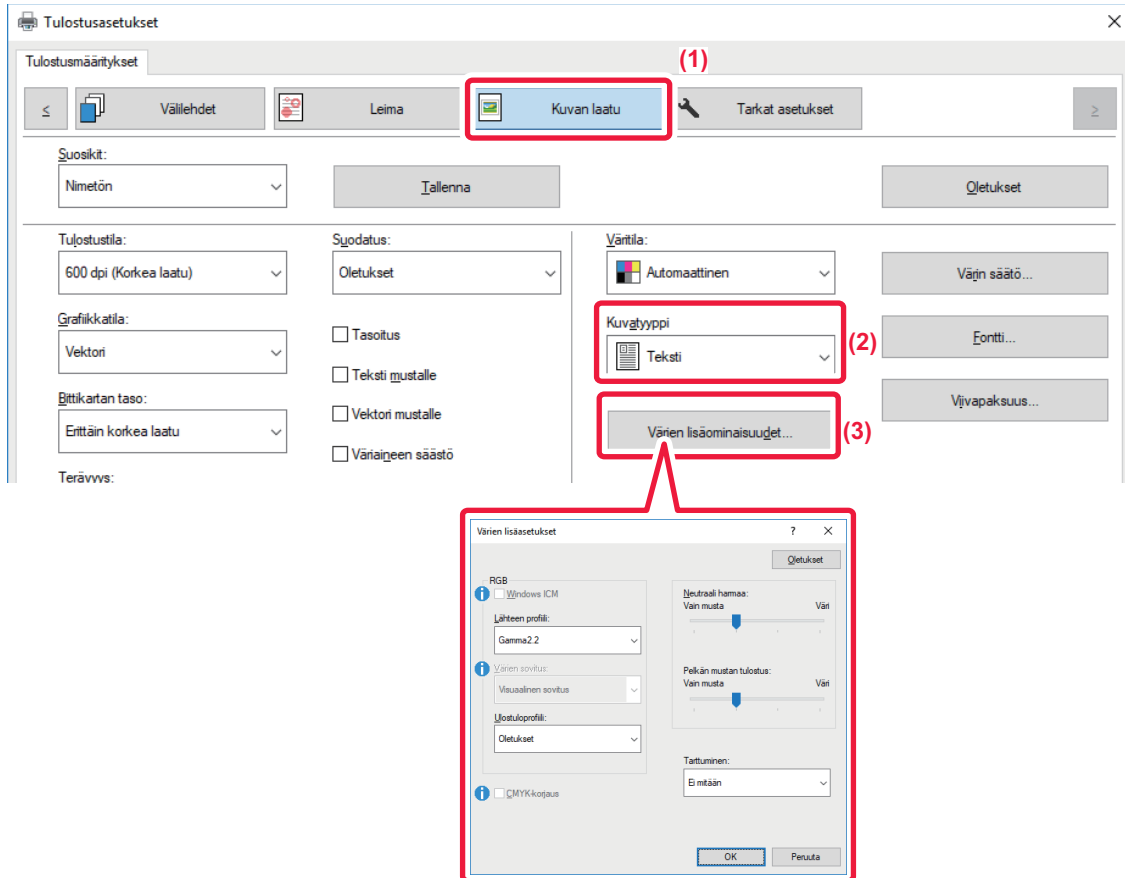 Tulostusasetukset
Tulostusmääritykset
(1)
≤
Välilehdet
Leima
Kuvan laatu
Tarkat asetukset
≥
Suosikit:
Nimetön
Tallenna
Oletukset
Tulostustila:
Suodatus:
Väritila:
600 dpi (Korkea laatu)
Oletukset
Automaattinen
Värin säätö...
Grafiikkatila:
Kuvatyyppi
Vektori
Tasoitus
Teksti
(2)
Fontti...
Teksti mustalle
Bittikartan taso:
Viivapaksuus...
Erittäin korkea laatu
Vektori mustalle
Värien lisäominaisuudet...
(3)
Väriaineen säästö
Terävyys:
Värien lisäasetukset
?
Oletukset
RGB
Windows ICM
Neutraali harmaa:
Vain musta
Väri
Lähteen profiili:
Gamma2.2
Värien sovitus:
Visuaalinen sovitus
Pelkän mustan tulostus:
Vain musta
Väri
Ulostuloprofiili:
Oletukset
Tarttuminen:
Ei mitään
CMYK-korjaus
OK
Peruuta